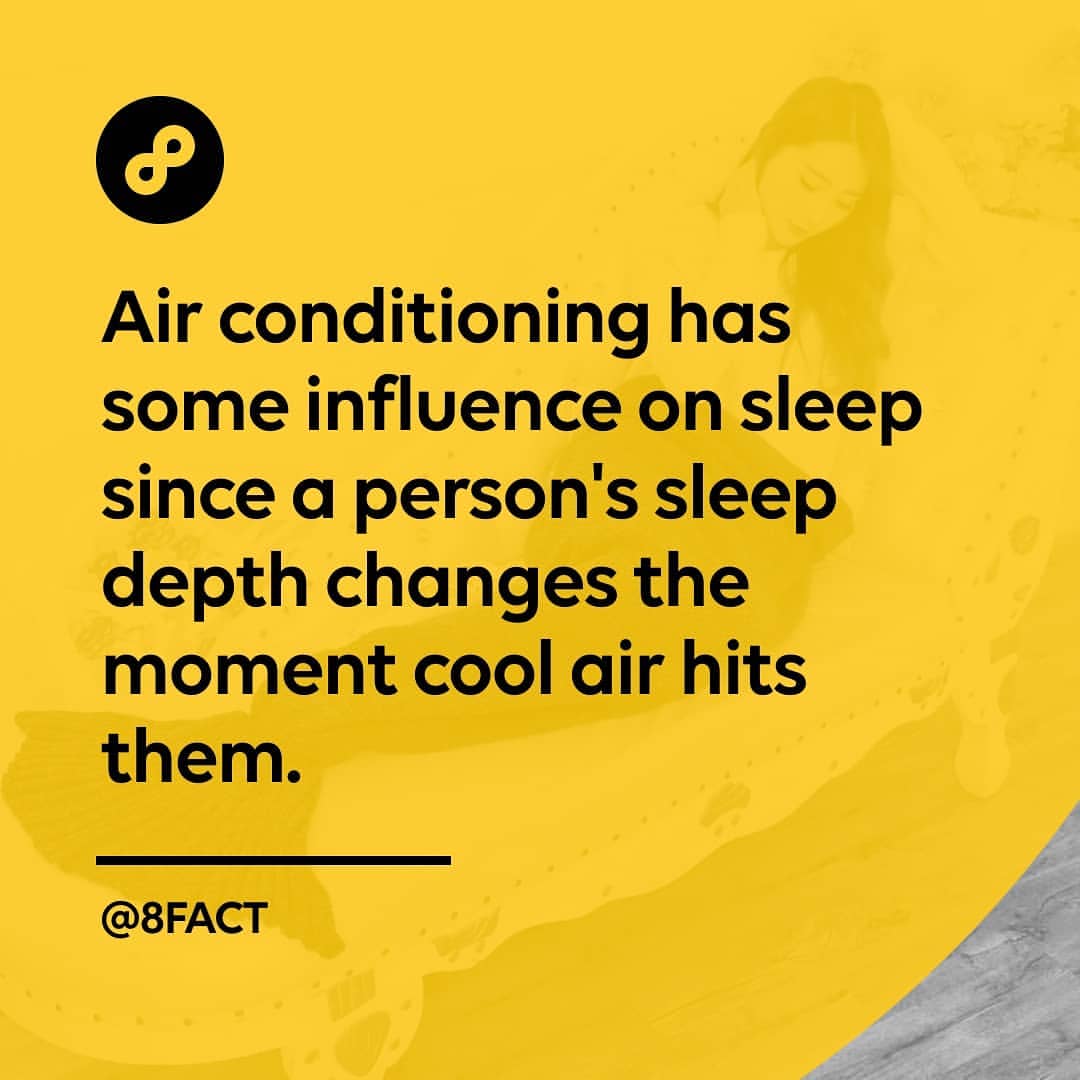 Air conditioning has
some influence on sleep
since a person's sleep
depth changes the
moment cool air hits
them.
@8FACT